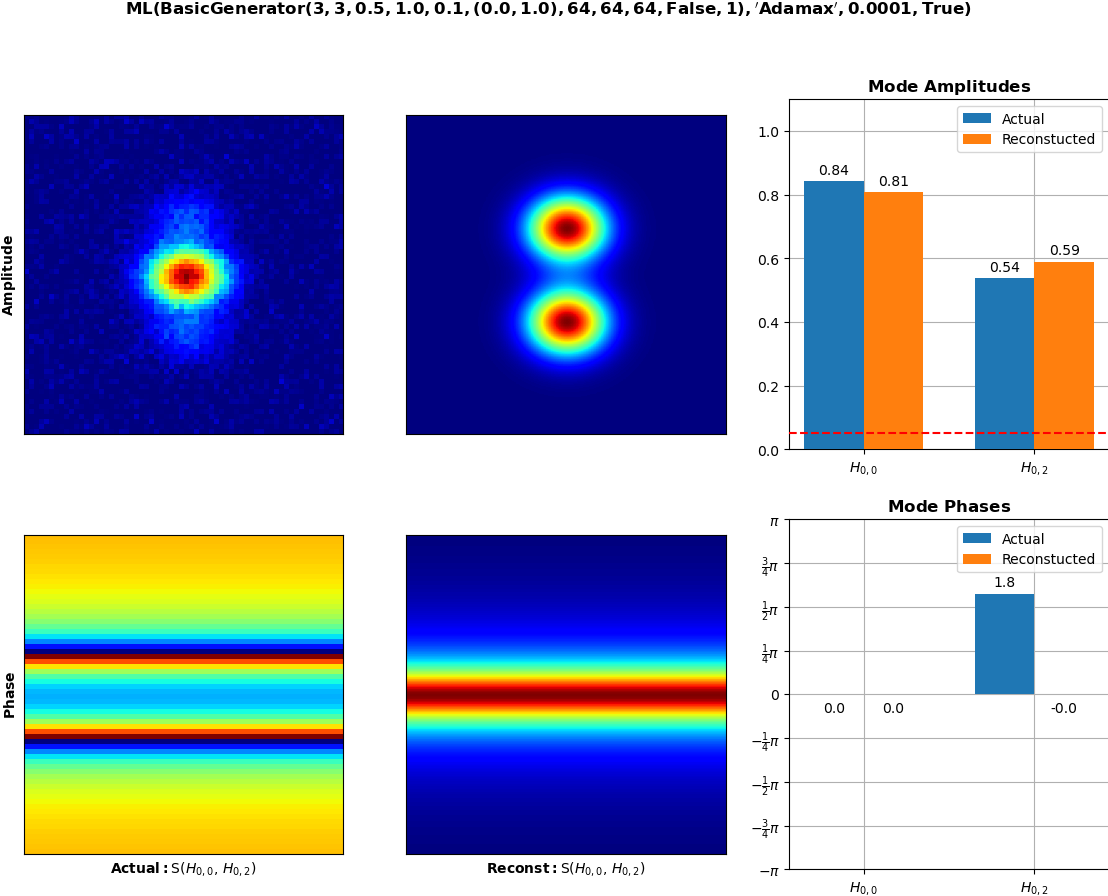 ML(BasicGenerator(3, 3, 0.5, 1.0, 0.1, (0.0, 1.0), 64, 64, 64, False, 1), ′Adamax′, 0.0001, True)
Amplitude
Mode Amplitudes
Actual
Reconstucted
1.0
0.8
0.6
0.4
0.2
0.0
0.84
0.81
0.54
0.59
H0,0
H0,2
Phase
Actual: S(H0,0, H0,2)
Reconst: S(H0,0, H0,2)
Mode Phases
Actual
Reconstucted
π
3/4π
1/2π
1/4π
0
−1/4π
−1/2π
−3/4π
−π
0.0
0.0
1.8
-0.0
H0,0
H0,2